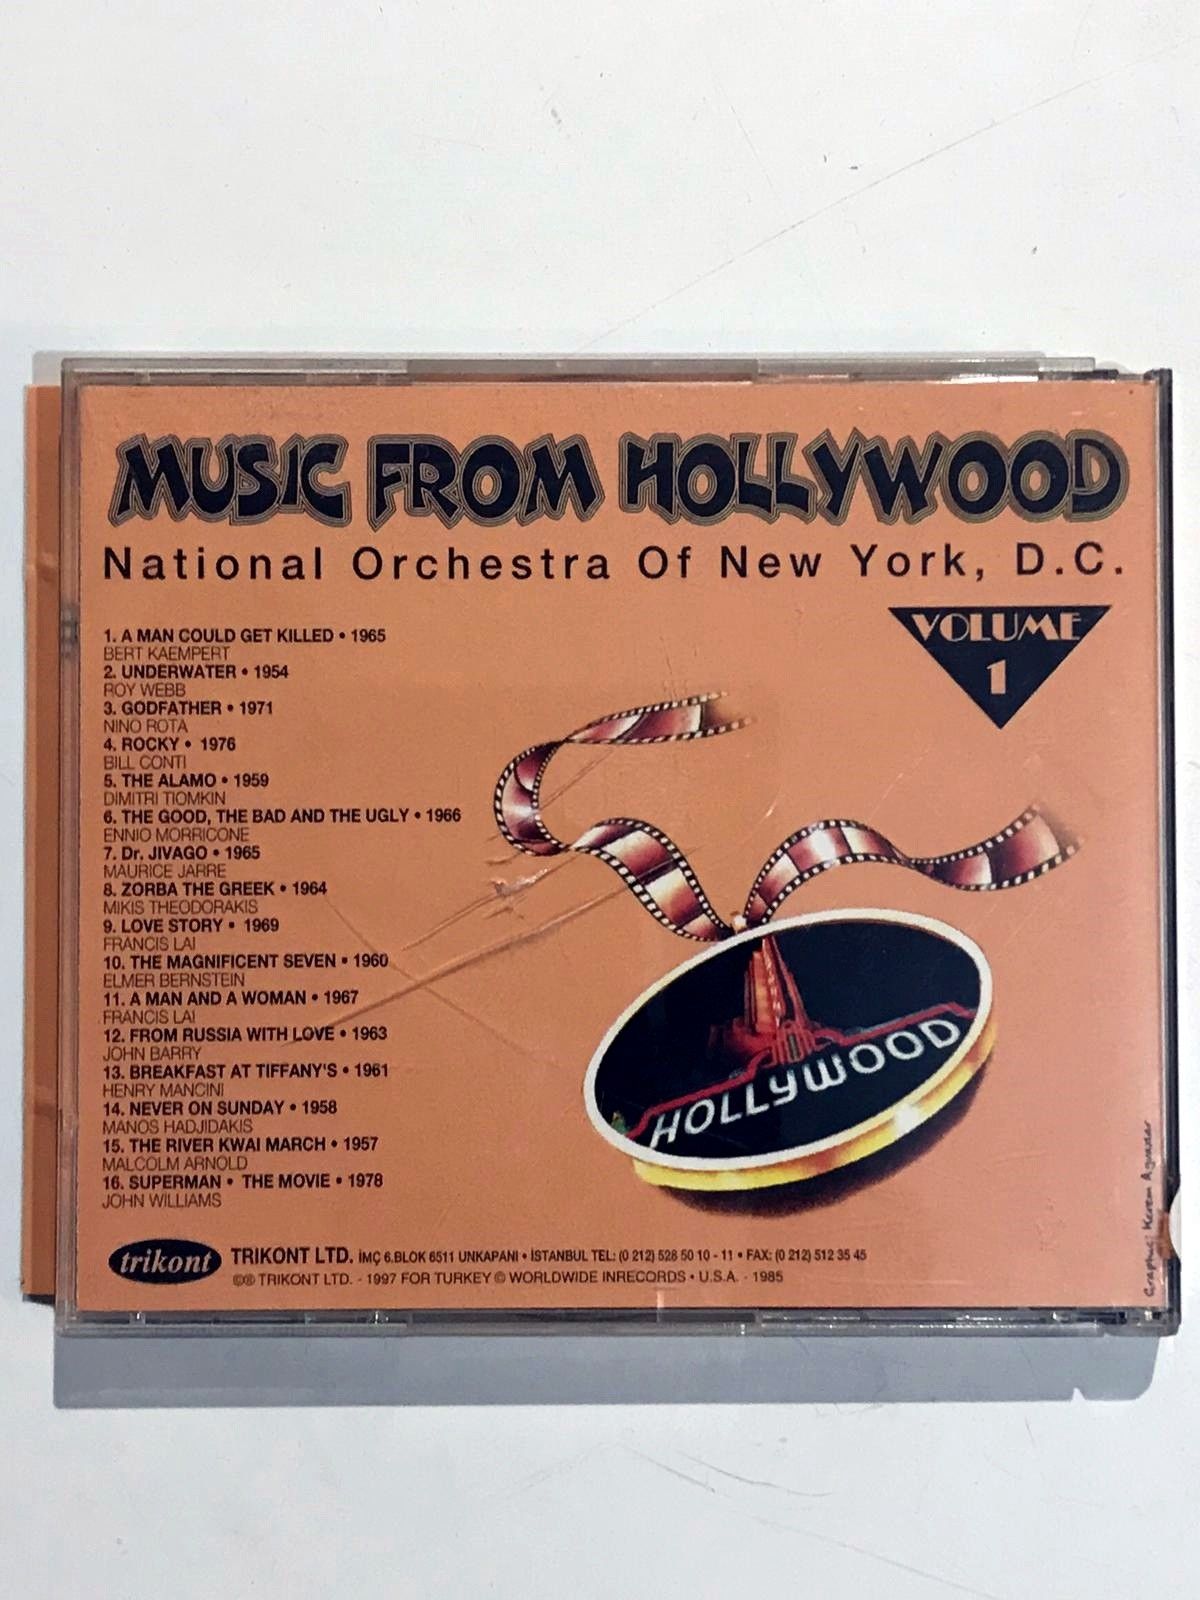 MUSIC FROM HOLLYWOOD
National Orchestra Of New York, D.C.
VOLUME
1
1. A MAN COULD GET KILLED • 1965
BERT KAEMPERT
2. UNDERWATER • 1954
ROY WEBB
3. GODFATHER • 1971
NINO ROTA
4. ROCKY • 1976
BILL CONTI
5. THE ALAMO • 1959
DIMITRI TIOMKIN
6. THE GOOD, THE BAD AND THE UGLY • 1966
ENNIO MORRICONE
7. Dr. JIVAGO • 1965
MAURICE JARRE
8. ZORBA THE GREEK • 1964
MIKIS THEODORAKIS
9. LOVE STORY • 1969
FRANCIS LAI
10. THE MAGNIFICENT SEVEN • 1960
ELMER BERNSTEIN
11. A MAN AND A WOMAN • 1967
FRANCIS LAI
12. FROM RUSSIA WITH LOVE • 1963
JOHN BARRY
13. BREAKFAST AT TIFFANY'S • 1961
HENRY MANCINI
14. NEVER ON SUNDAY • 1958
MANOS HADJIDAKIS
15. THE RIVER KWAI MARCH • 1957
MALCOLM ARNOLD
16. SUPERMAN • THE MOVIE • 1978
JOHN WILLIAMS
HOLLYWOOD
trikont
TRIKONT LTD. İMÇ 6.BLOK 6511 UNKAPANI • İSTANBUL TEL: (0 212) 528 50 10 - 11 • FAX: (0 212) 512 35 45
©® TRIKONT LTD. - 1997 FOR TURKEY © WORLDWIDE INRECORDS • U.S.A. - 1985
Graphic: Kerem